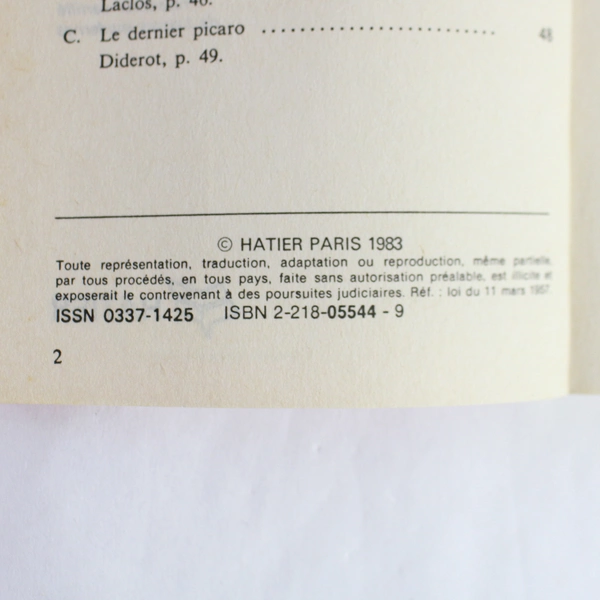 Laclos, p. 40.
C. Le dernier picaro ........................ 48
Diderot, p. 49.
© HATIER PARIS 1983
Toute représentation, traduction, adaptation ou reproduction, même partielle,
par tous procédés, en tous pays, faite sans autorisation préalable, est illicite et
exposerait le contrevenant à des poursuites judiciaires. Réf. : loi du 11 mars 1957
ISSN 0337-1425 ISBN 2-218-05544 - 9
2